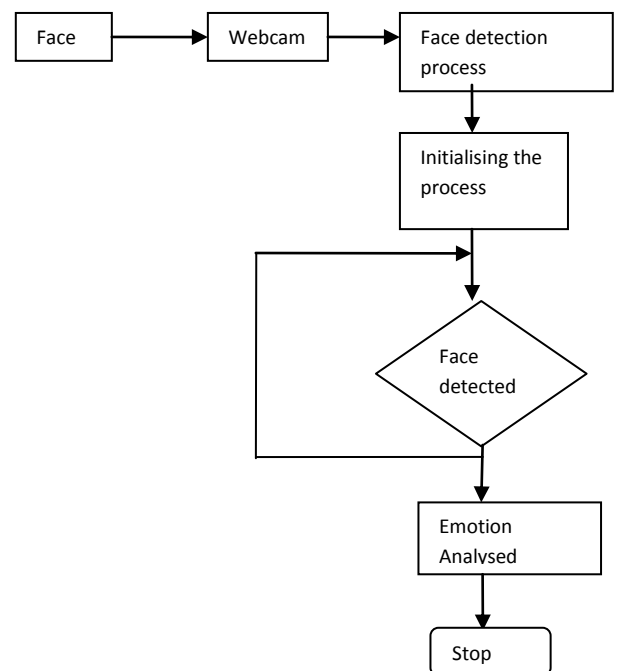 Face
Webcam
Face detection
process
Initialising the
process
Face
detected
Emotion
Analysed
Stop